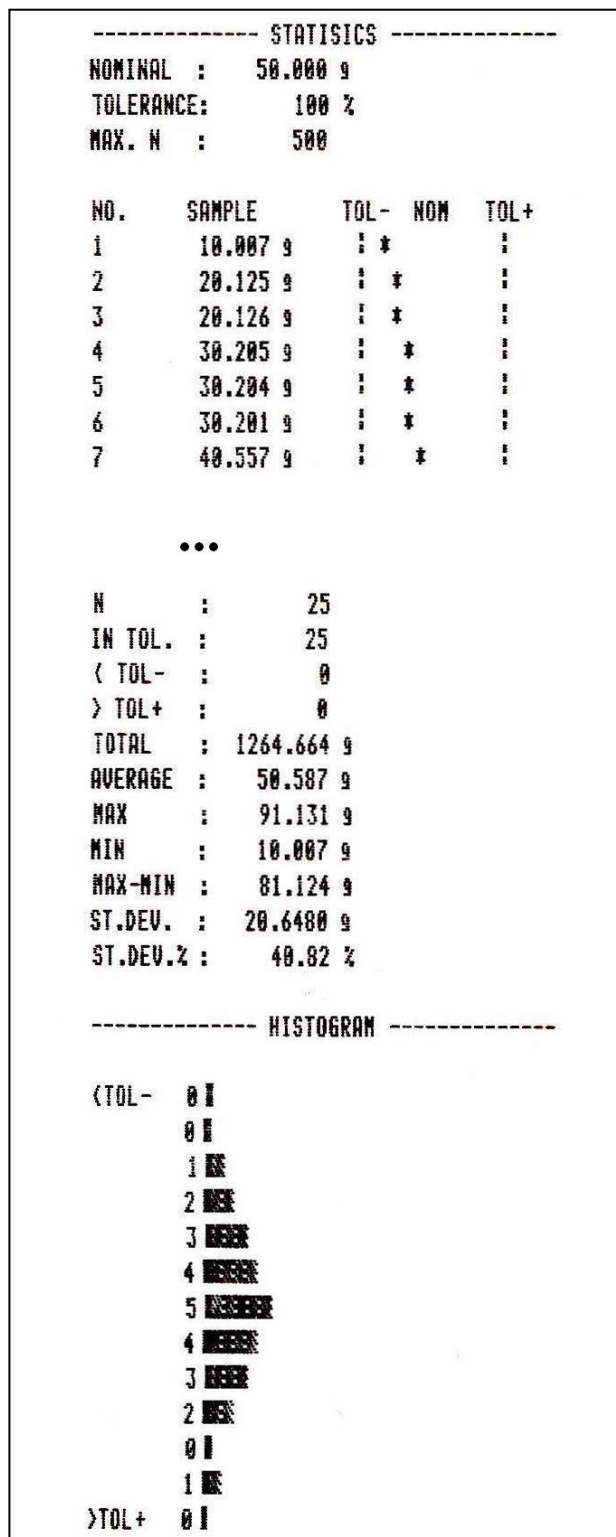 -------------- STATISICS --------------
NOMINAL : 50.000 g
TOLERANCE: 100 %
MAX. N : 500
NO. SAMPLE TOL- NOM TOL+
1 10.007 g ¦ * ¦
2 20.125 g ¦ * ¦
3 20.126 g ¦ * ¦
4 30.205 g ¦ * ¦
5 30.204 g ¦ * ¦
6 30.201 g ¦ * ¦
7 40.557 g ¦ * ¦
•••
N : 25
IN TOL. : 25
< TOL- : 0
> TOL+ : 0
TOTAL : 1264.664 g
AVERAGE : 50.587 g
MAX : 91.131 g
MIN : 10.007 g
MAX-MIN : 81.124 g
ST.DEV. : 20.6480 g
ST.DEV.% : 40.82 %
-------------- HISTOGRAM --------------
<TOL- 0
0
1
2
3
4
5
4
3
2
0
1
>TOL+ 0